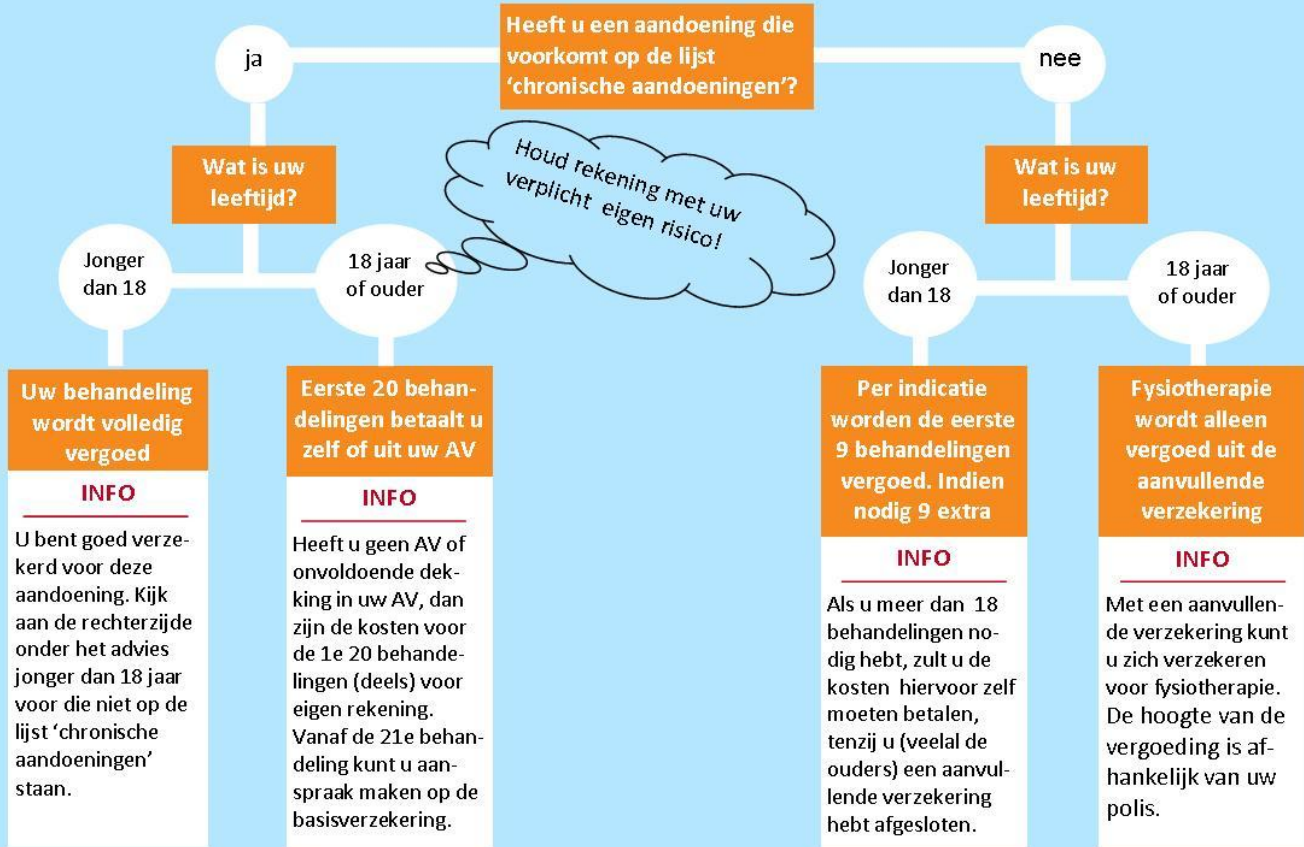 Heeft u een aandoening die
voorkomt op de lijst
‘chronische aandoeningen’?
ja
nee
Wat is uw
leeftijd?
Houd rekening met uw
verplicht eigen risico!
Wat is uw
leeftijd?
Jonger
dan 18
18 jaar
of ouder
Jonger
dan 18
18 jaar
of ouder
Uw behandeling
wordt volledig
vergoed
INFO
U bent goed verze-
kerd voor deze
aandoening. Kijk
aan de rechterzijde
onder het advies
jonger dan 18 jaar
voor die niet op de
lijst ‘chronische
aandoeningen’
staan.
Eerste 20 behan-
delingen betaalt u
zelf of uit uw AV
INFO
Heeft u geen AV of
onvoldoende dek-
king in uw AV, dan
zijn de kosten voor
de 1e 20 behande-
lingen (deels) voor
eigen rekening.
Vanaf de 21e behan-
deling kunt u aan-
spraak maken op de
basisverzekering.
Per indicatie
worden de eerste
9 behandelingen
vergoed. Indien
nodig 9 extra
INFO
Als u meer dan 18
behandelingen no-
dig hebt, zult u de
kosten hiervoor zelf
moeten betalen,
tenzij u (veelal de
ouders) een aanvul-
lende verzekering
hebt afgesloten.
Fysiotherapie
wordt alleen
vergoed uit de
aanvullende
verzekering
INFO
Met een aanvullen-
de verzekering kunt
u zich verzekeren
voor fysiotherapie.
De hoogte van de
vergoeding is af-
hankelijk van uw
polis.